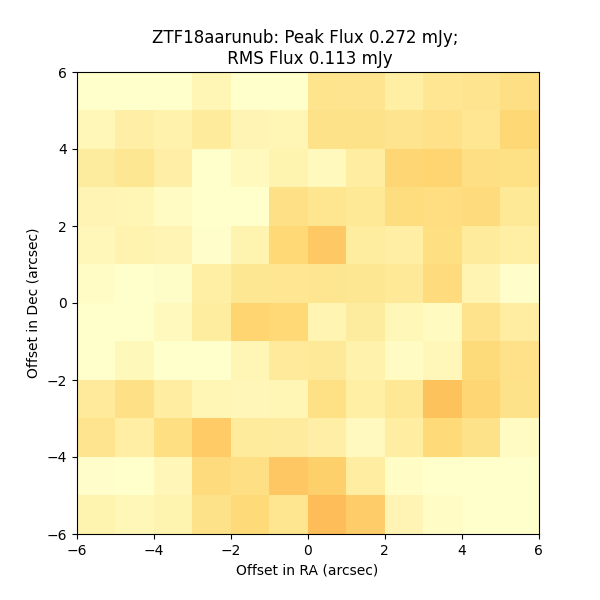 ZTF18aarunub: Peak Flux 0.272 mJy;
RMS Flux 0.113 mJy
6
4
2
0
−2
−4
−6
Offset in Dec (arcsec)
−6 −4 −2 0 2 4 6
Offset in RA (arcsec)